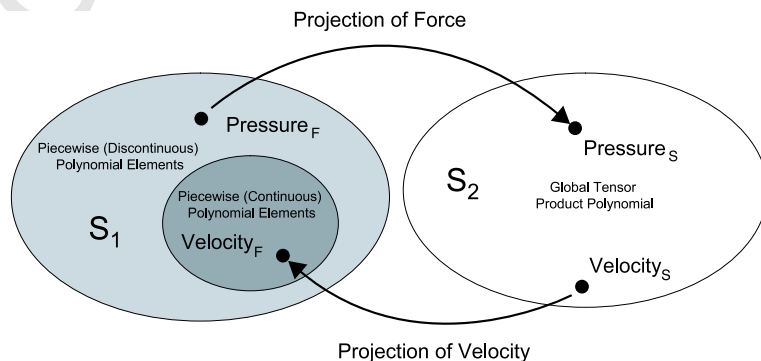 Projection of Force
Pressure_F
Piecewise (Discontinuous)
Polynomial Elements
S_1
Piecewise (Continuous)
Polynomial Elements
Velocity_F
Pressure_S
S_2
Global Tensor
Product Polynomial
Velocity_S
Projection of Velocity